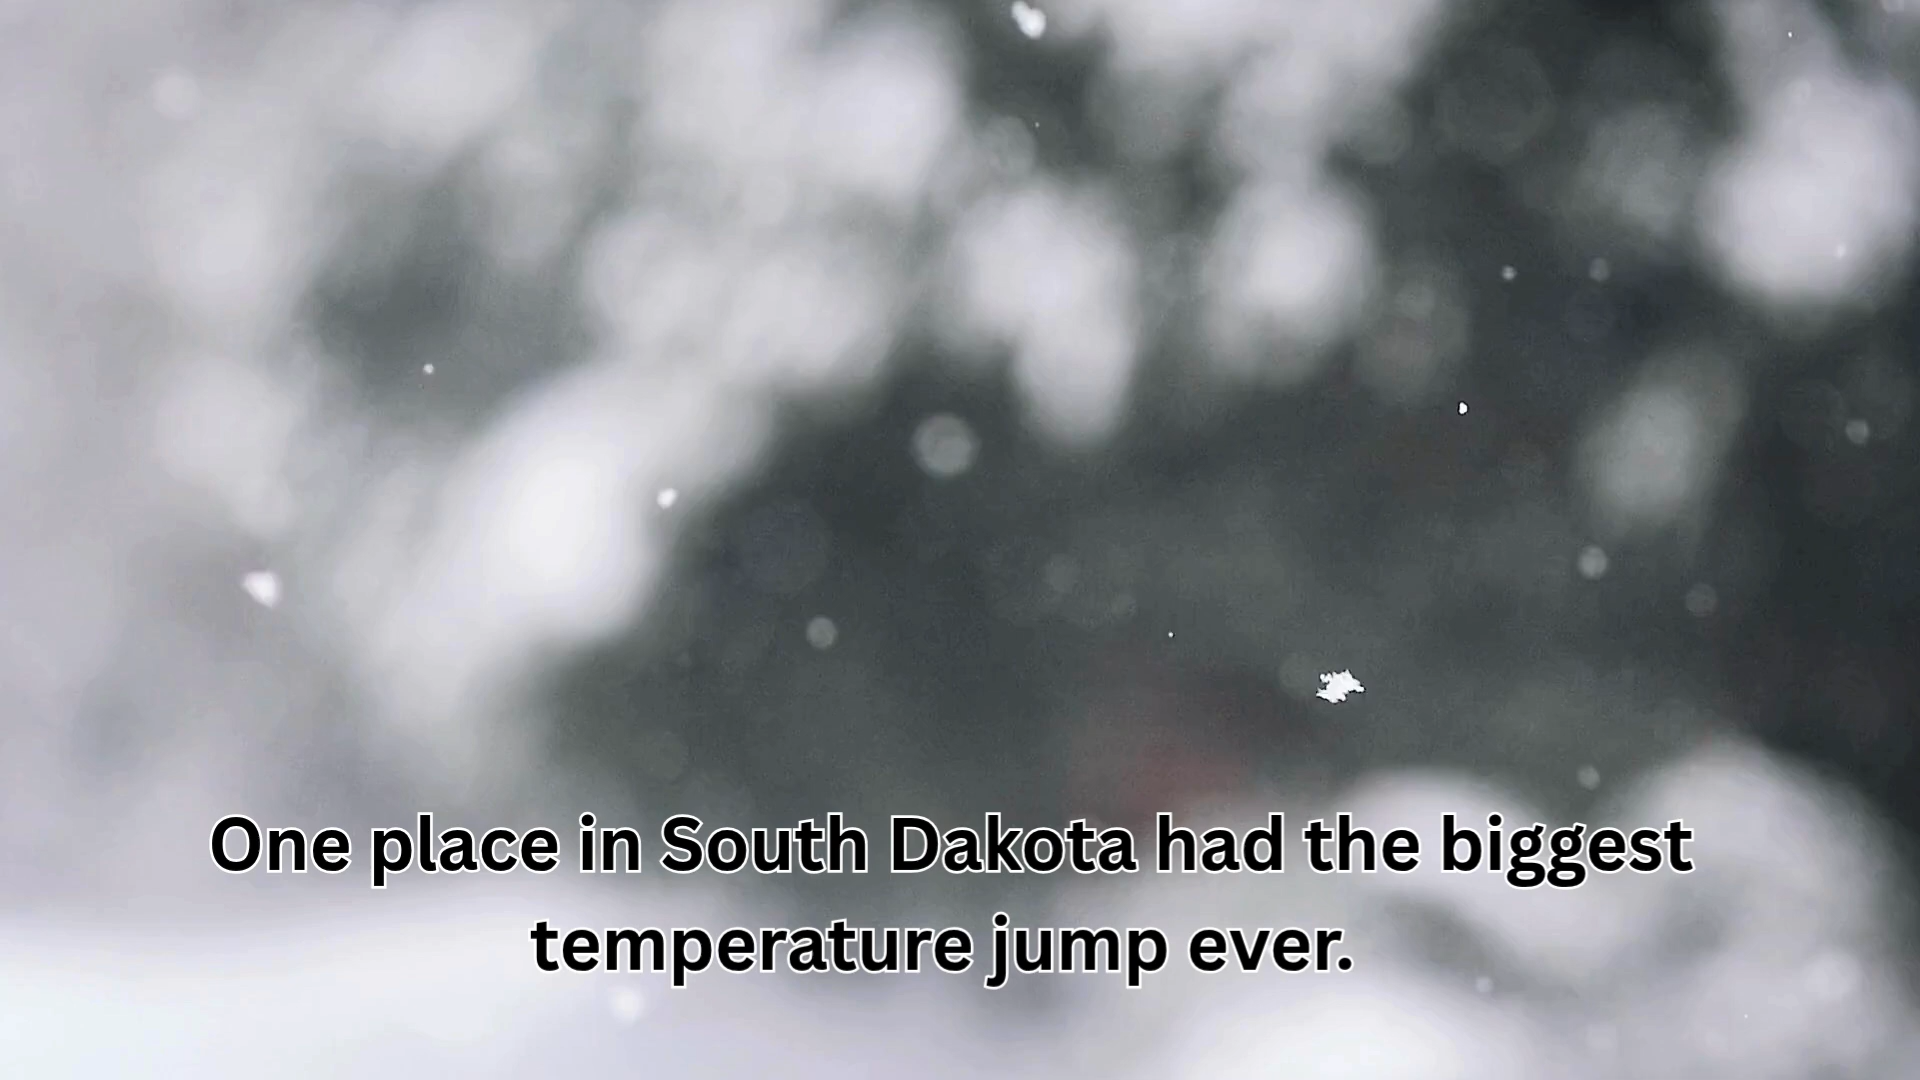 One place in South Dakota had the biggest
temperature jump ever.